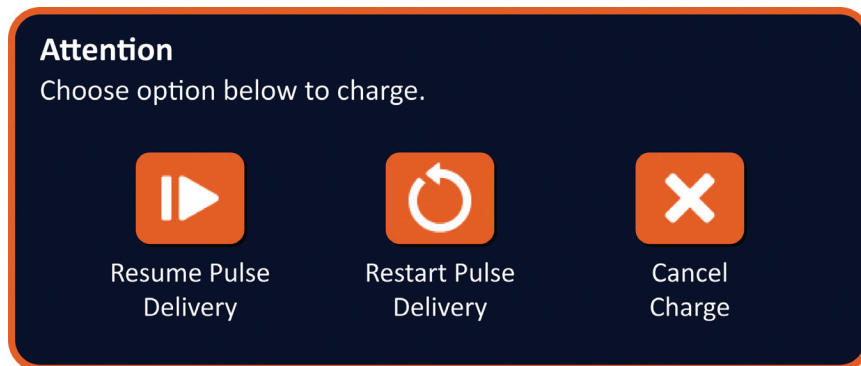 Attention
Choose option below to charge.
Resume Pulse
Delivery
Restart Pulse
Delivery
Cancel
Charge